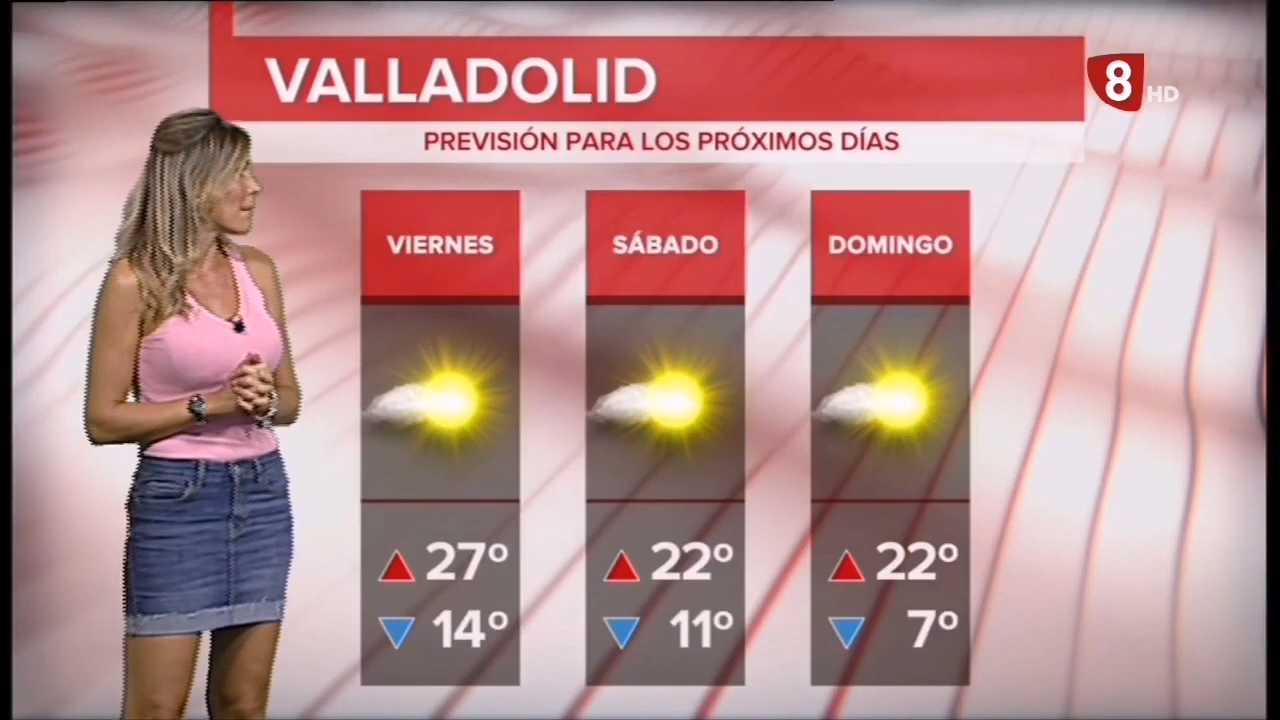 VALLADOLID
8 HD
PREVISIÓN PARA LOS PRÓXIMOS DÍAS
VIERNES SÁBADO DOMINGO
27º 22º 22º
14º 11º 7º